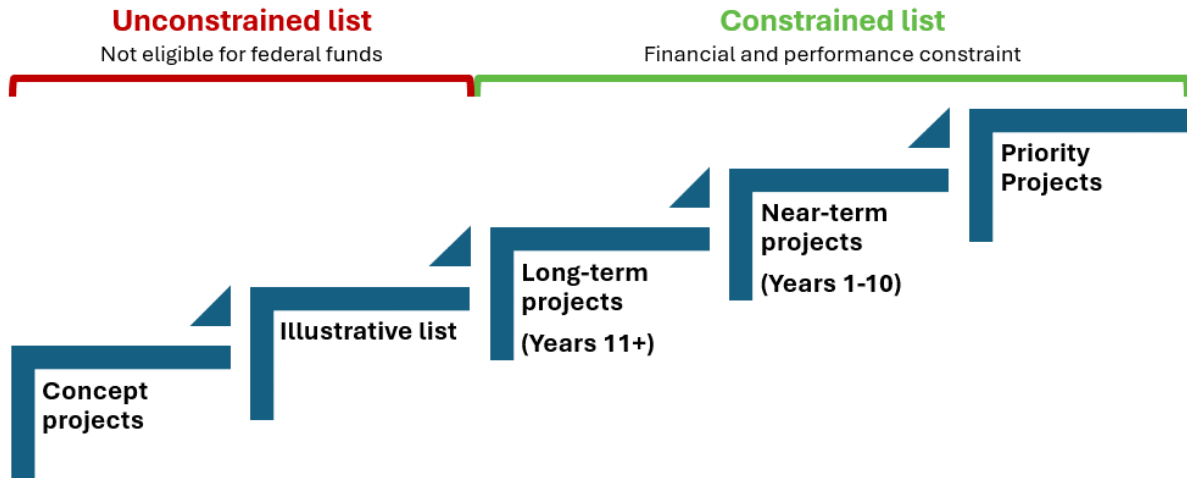 Unconstrained list
Not eligible for federal funds
Constrained list
Financial and performance constraint
Concept
projects
Illustrative list
Long-term
projects
(Years 11+)
Near-term
projects
(Years 1-10)
Priority
Projects